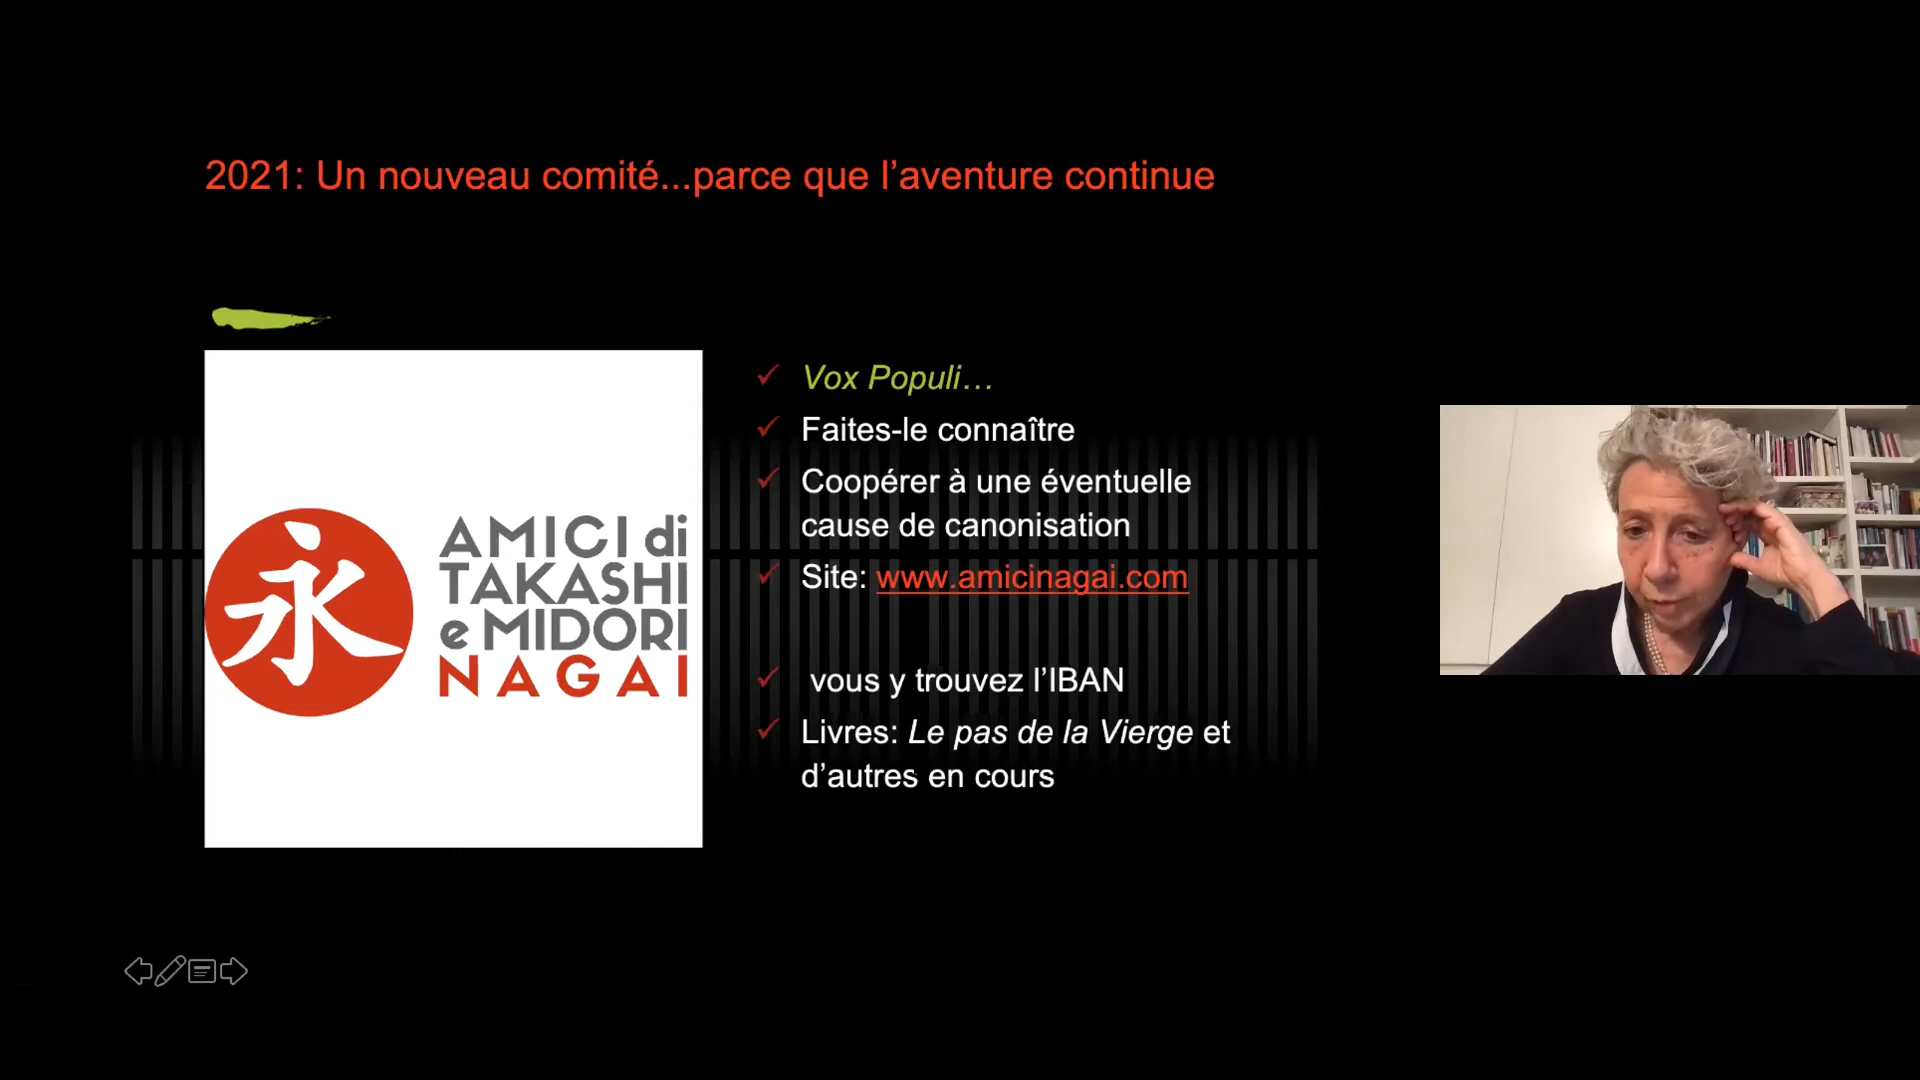 2021: Un nouveau comité...parce que l’aventure continue
永
AMICI di
TAKASHI
e MIDORI
NAGAI
Vox Populi…
Faites-le connaître
Coopérer à une éventuelle
cause de canonisation
Site: www.amicinagai.com
vous y trouvez l’IBAN
Livres: Le pas de la Vierge et
d’autres en cours